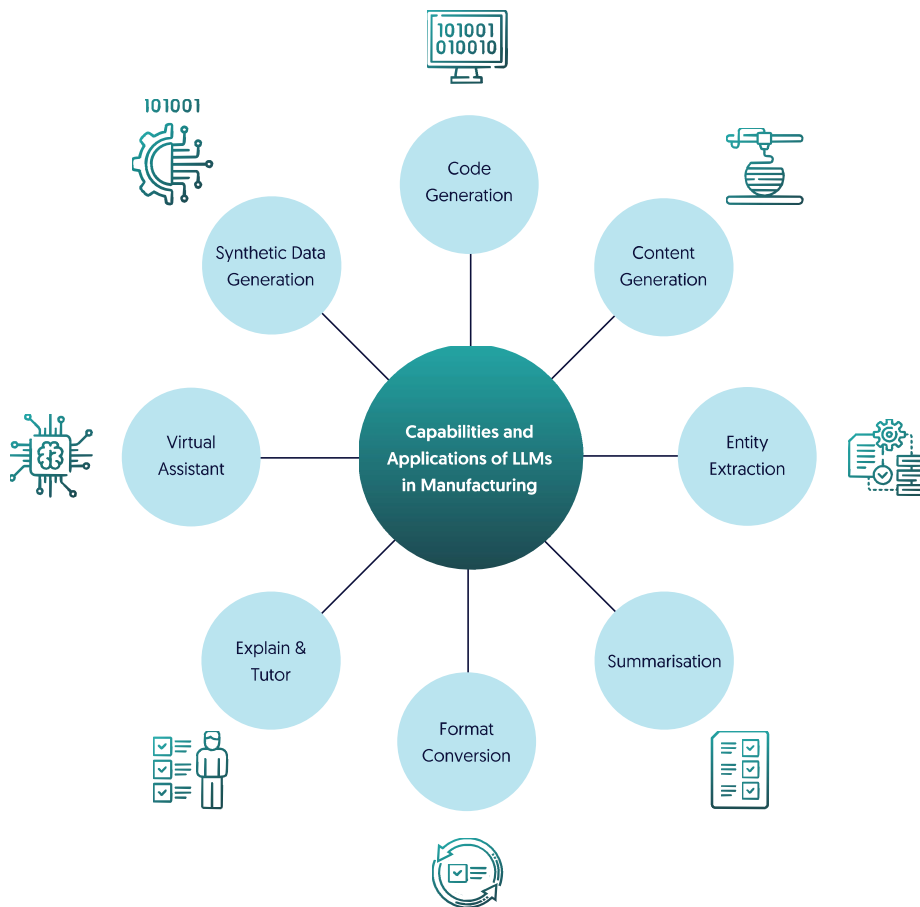 101001
010010
101001
Code
Generation
Synthetic Data
Generation
Content
Generation
Capabilities and
Applications of LLMs
in Manufacturing
Virtual
Assistant
Entity
Extraction
Explain &
Tutor
Summarisation
Format
Conversion